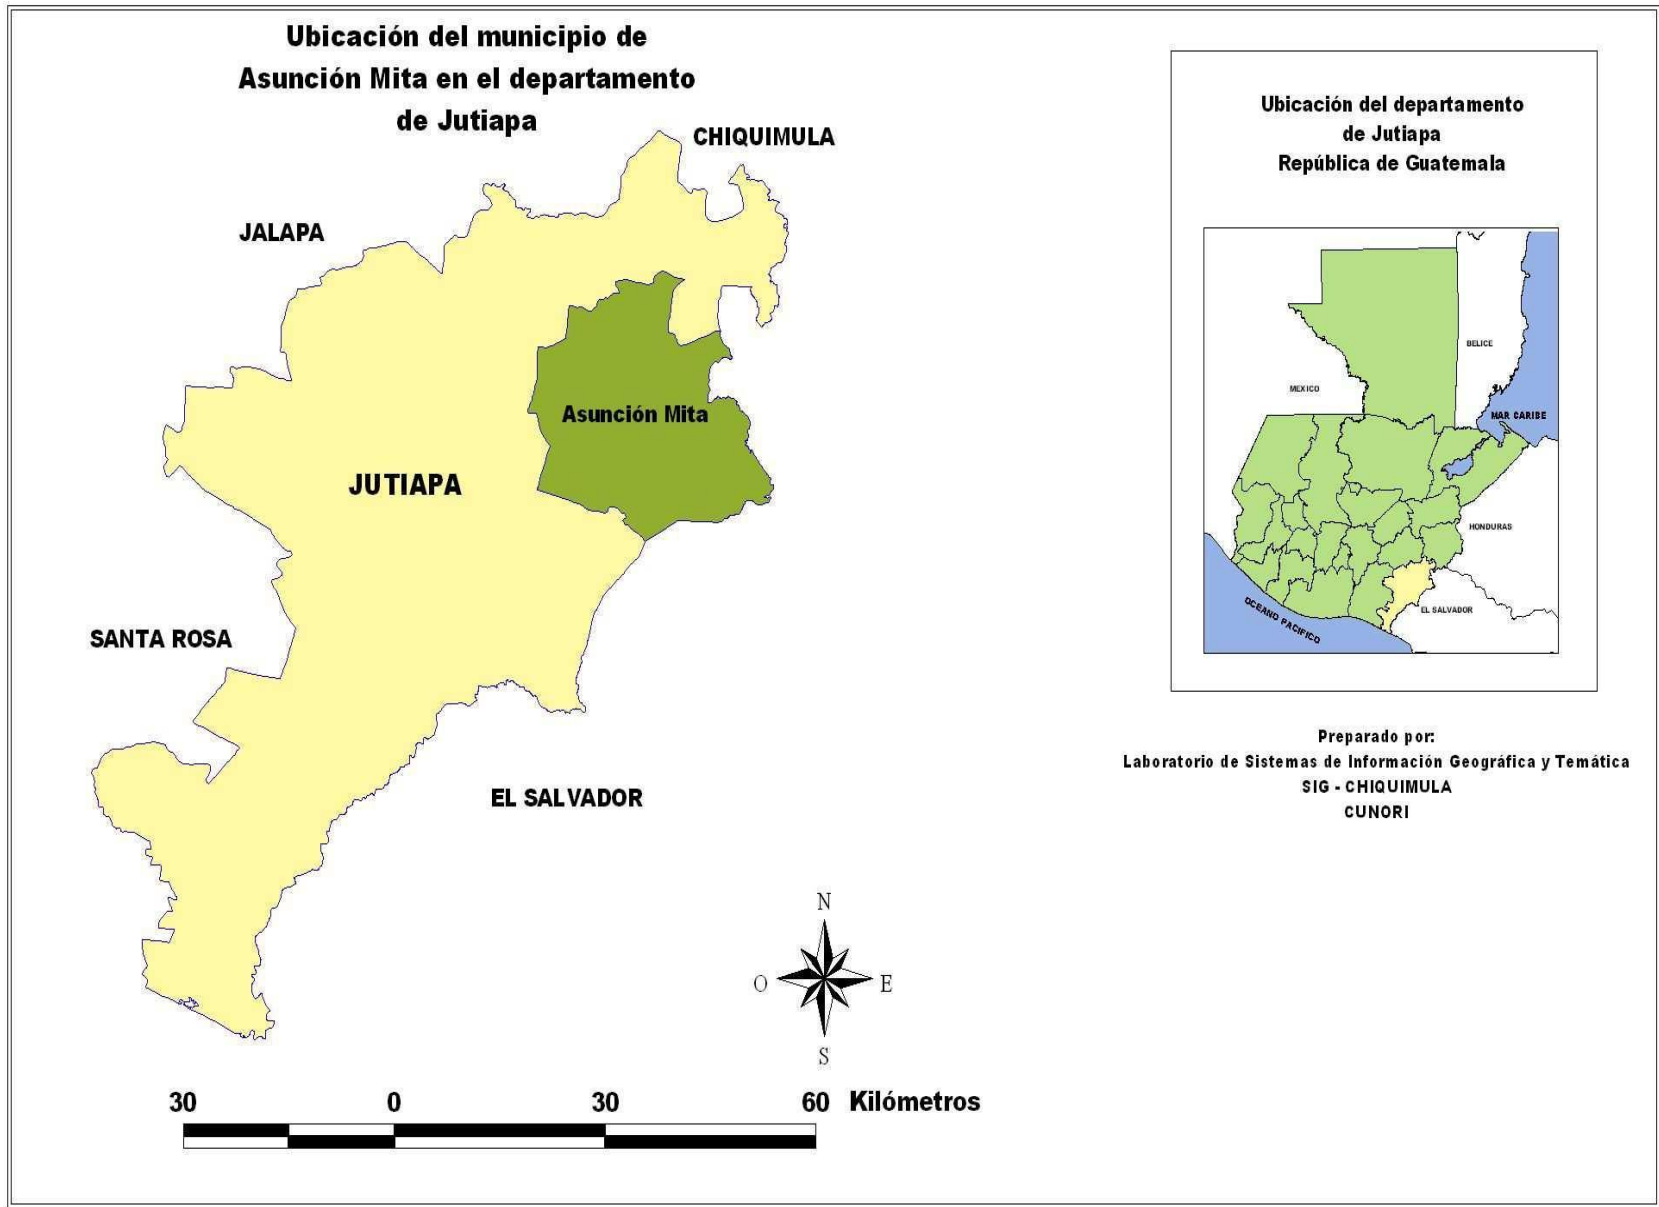 Ubicación del municipio de
Asunción Mita en el departamento
de Jutiapa
CHIQUIMULA
JALAPA
Asunción Mita
JUTIAPA
SANTA ROSA
EL SALVADOR
N
O
E
S
30 0 30 60 Kilómetros
Ubicación del departamento
de Jutiapa
República de Guatemala
BELICE
MEXICO
MAR CARIBE
HONDURAS
EL SALVADOR
OCEANO PACIFICO
Preparado por:
Laboratorio de Sistemas de Información Geográfica y Temática
SIG - CHIQUIMULA
CUNORI